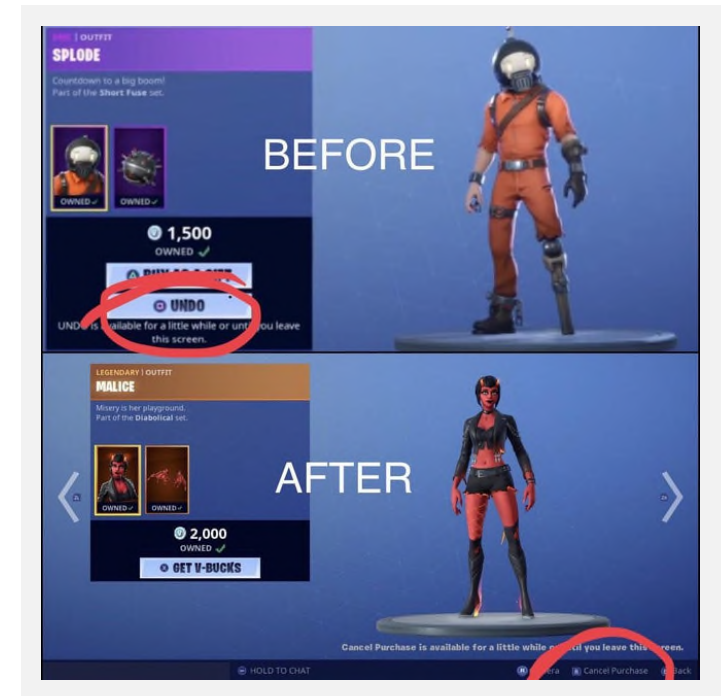 OUTFIT
SPLODE
Countdown to a big boom!
Part of the Short Fuse set.
BEFORE
OWNED OWNED
1,500
OWNED
BUY AS A GIFT
UNDO
UNDO is available for a little while or until you leave
this screen.
LEGENDARY | OUTFIT
MALICE
Misery is her playground.
Part of the Diabolical set.
AFTER
OWNED OWNED
2,000
OWNED
GET V-BUCKS
Cancel Purchase is available for a little while or until you leave this screen.
HOLD TO CHAT
Cancel Purchase
Back